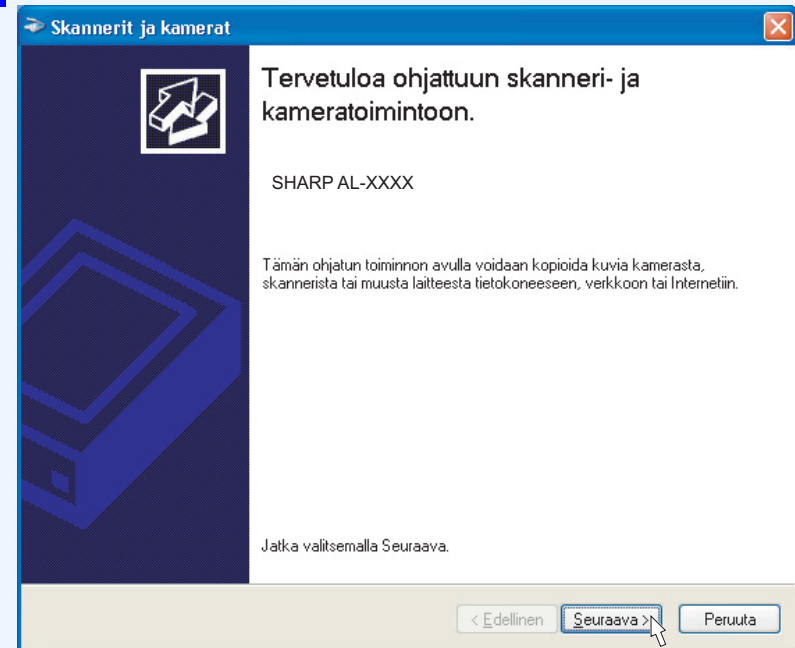 Skannerit ja kamerat
Tervetuloa ohjattuun skanneri- ja
kameratoimintoon.
SHARP AL-XXXX
Tämän ohjatun toiminnon avulla voidaan kopioida kuvia kamerasta,
skannerista tai muusta laitteesta tietokoneeseen, verkkoon tai Internetiin.
Jatka valitsemalla Seuraava.
< Edellinen Seuraava > Peruuta